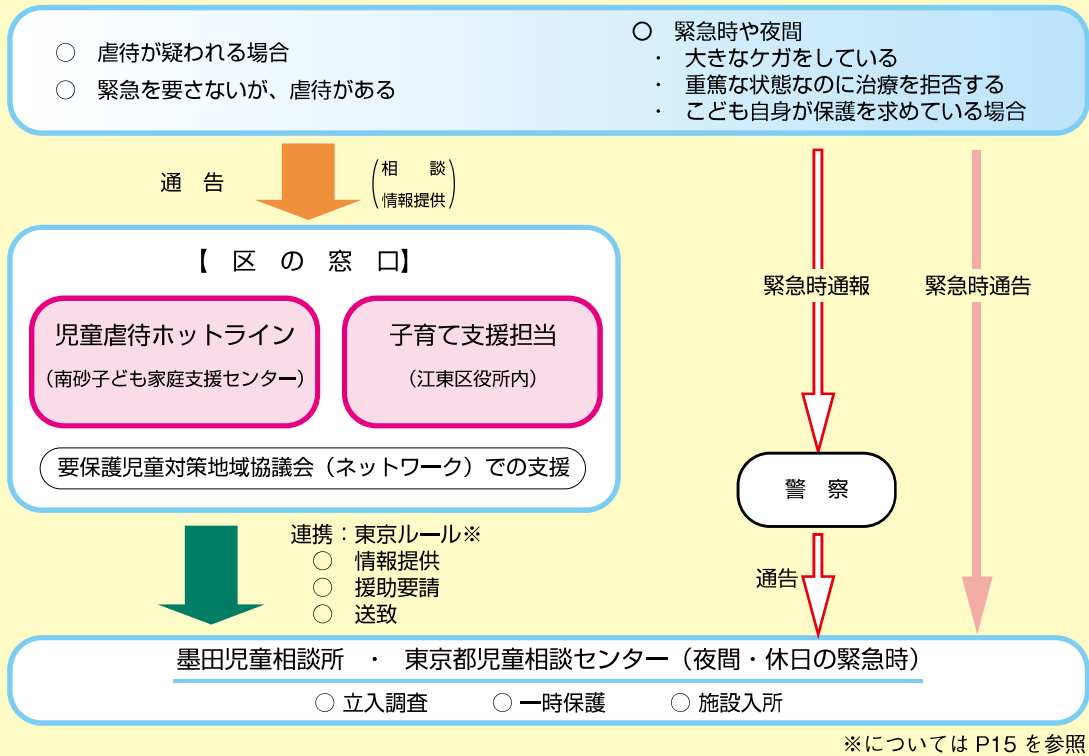 ○ 虐待が疑われる場合
○ 緊急を要さないが、虐待がある
○ 緊急時や夜間
・ 大きなケガをしている
・ 重篤な状態なのに治療を拒否する
・ こども自身が保護を求めている場合
通 告
(相 談
情報提供)
緊急時通報
緊急時通告
【 区 の 窓 口】
児童虐待ホットライン
(南砂子ども家庭支援センター)
子育て支援担当
(江東区役所内)
要保護児童対策地域協議会(ネットワーク)での支援
警 察
通告
連携:東京ルール※
○ 情報提供
○ 援助要請
○ 送致
墨田児童相談所 ・ 東京都児童相談センター(夜間・休日の緊急時)
○ 立入調査 ○ 一時保護 ○ 施設入所
※については P15 を参照